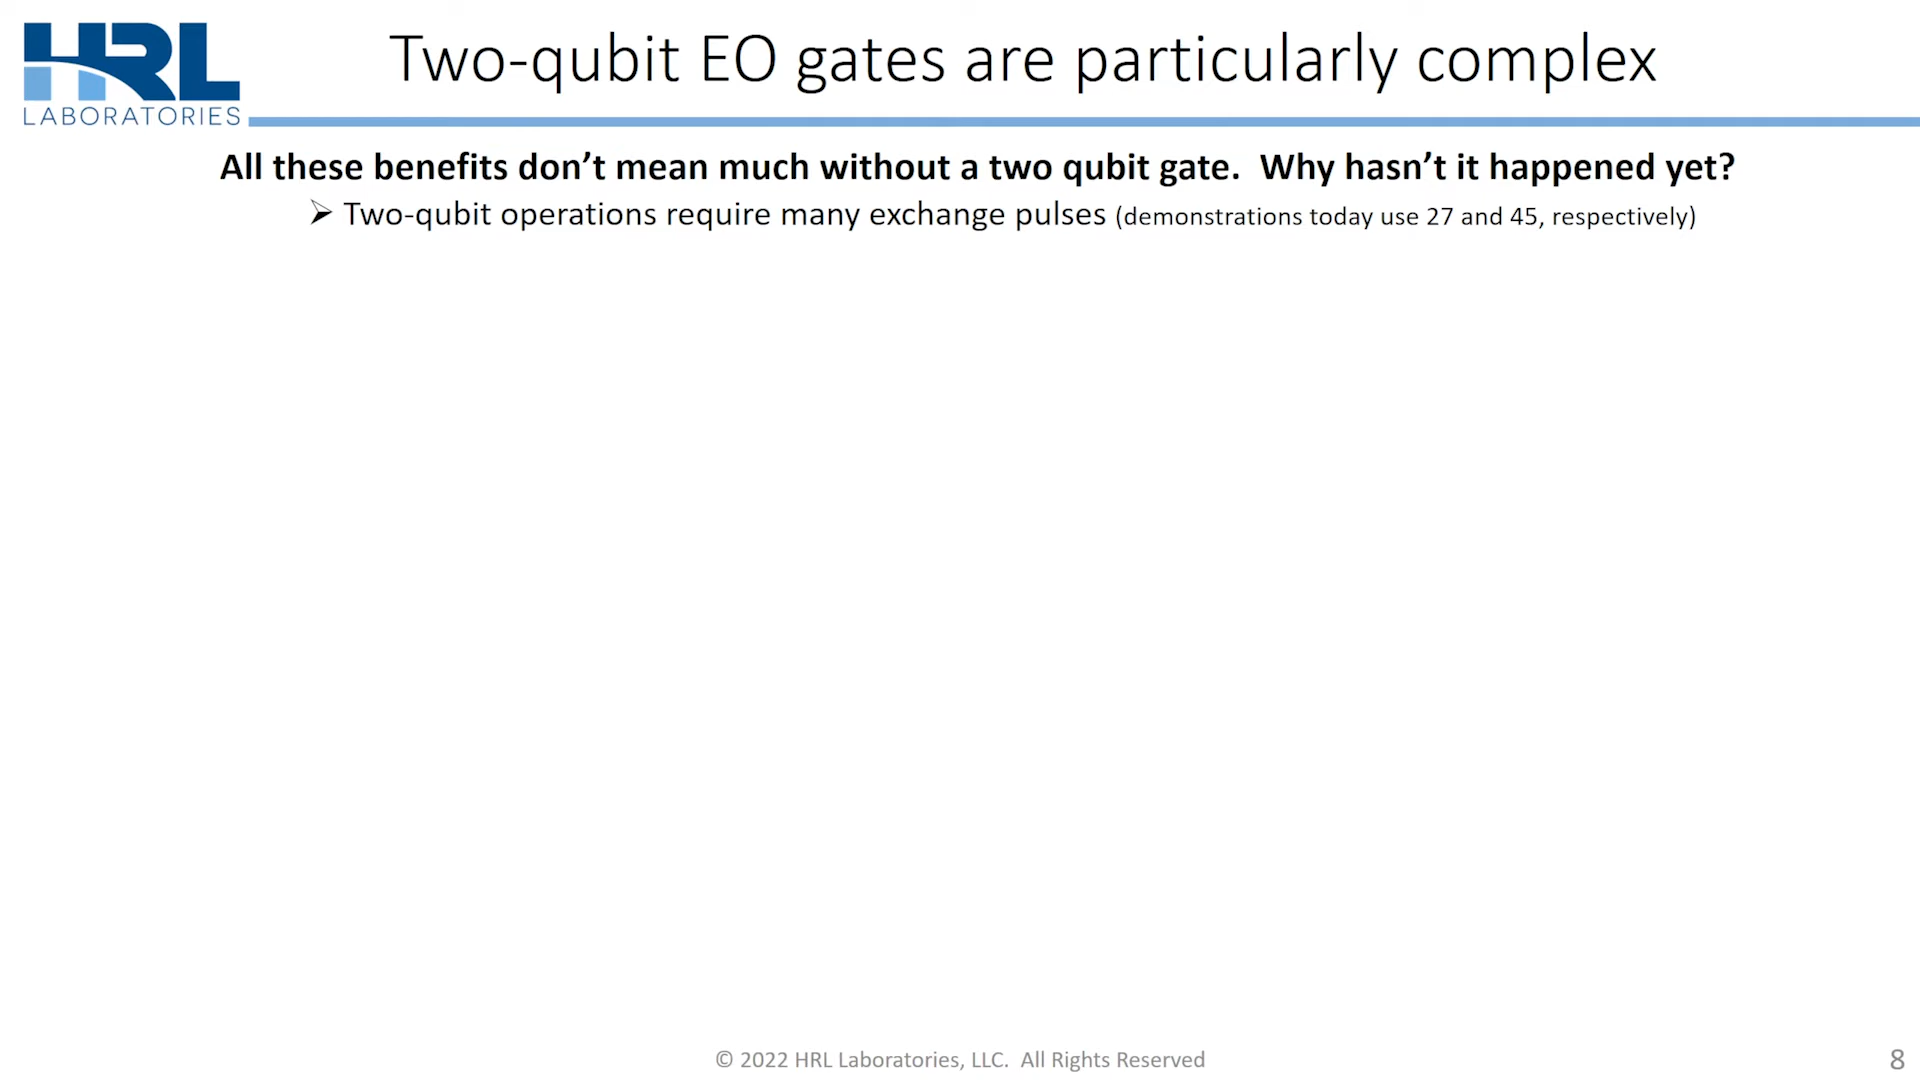 HRL
LABORATORIES
Two-qubit EO gates are particularly complex
All these benefits don’t mean much without a two qubit gate.  Why hasn’t it happened yet?
➢ Two-qubit operations require many exchange pulses (demonstrations today use 27 and 45, respectively)
© 2022 HRL Laboratories, LLC.  All Rights Reserved
8